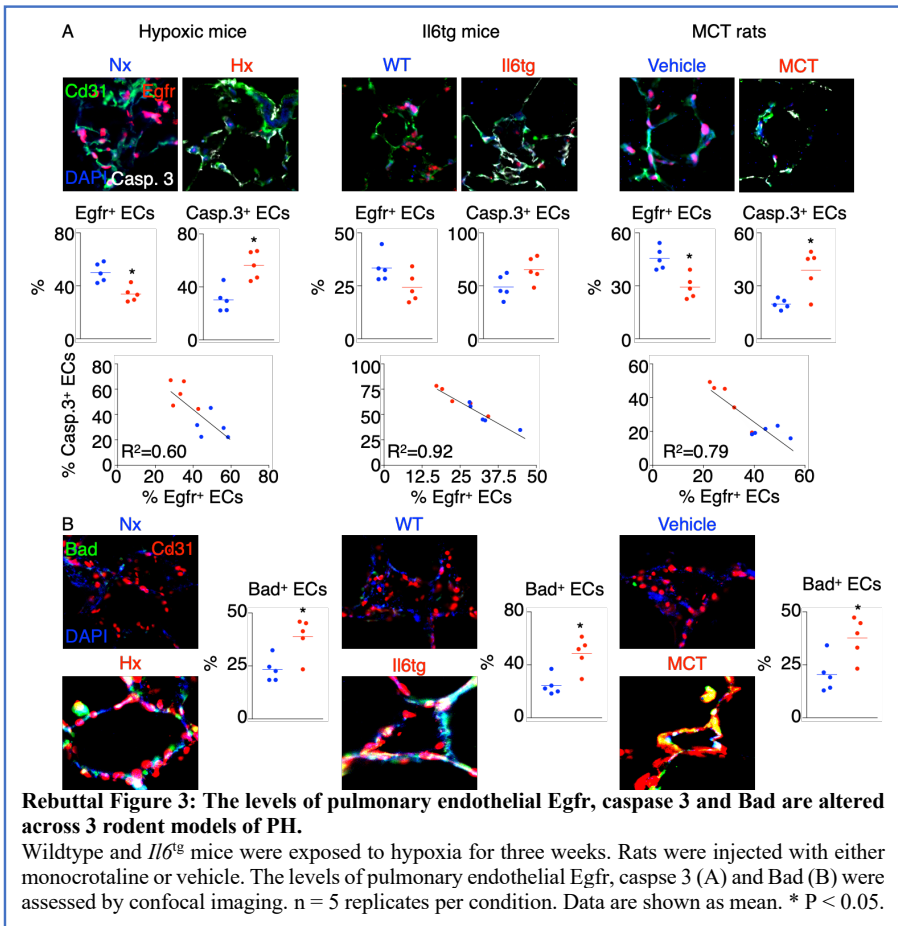 A
Hypoxic mice
Il6tg mice
MCT rats
Nx
Hx
WT
Il6tg
Vehicle
MCT
Cd31
Egfr
DAPI
Casp. 3
Egfr+ ECs
Casp.3+ ECs
Egfr+ ECs
Casp.3+ ECs
Egfr+ ECs
Casp.3+ ECs
%
80
40
0
*
80
40
0
*
50
25
0
100
50
0
60
30
0
*
60
30
0
*
% Casp.3+ ECs
80
60
40
20
0
R²=0.60
0 20 40 60 80
% Egfr+ ECs
100
75
50
25
0
R²=0.92
0 12.5 25 37.5 50
% Egfr+ ECs
60
40
20
0
R²=0.79
0 20 40 60
% Egfr+ ECs
B
Nx
WT
Vehicle
Bad
Cd31
DAPI
Hx
Il6tg
MCT
Bad+ ECs
50
25
0
%
*
Bad+ ECs
80
40
0
%
*
Bad+ ECs
50
25
0
%
*
Rebuttal Figure 3: The levels of pulmonary endothelial Egfr, caspase 3 and Bad are altered
across 3 rodent models of PH.
Wildtype and Il6tg mice were exposed to hypoxia for three weeks. Rats were injected with either
monocrotaline or vehicle. The levels of pulmonary endothelial Egfr, caspse 3 (A) and Bad (B) were
assessed by confocal imaging. n = 5 replicates per condition. Data are shown as mean. * P < 0.05.